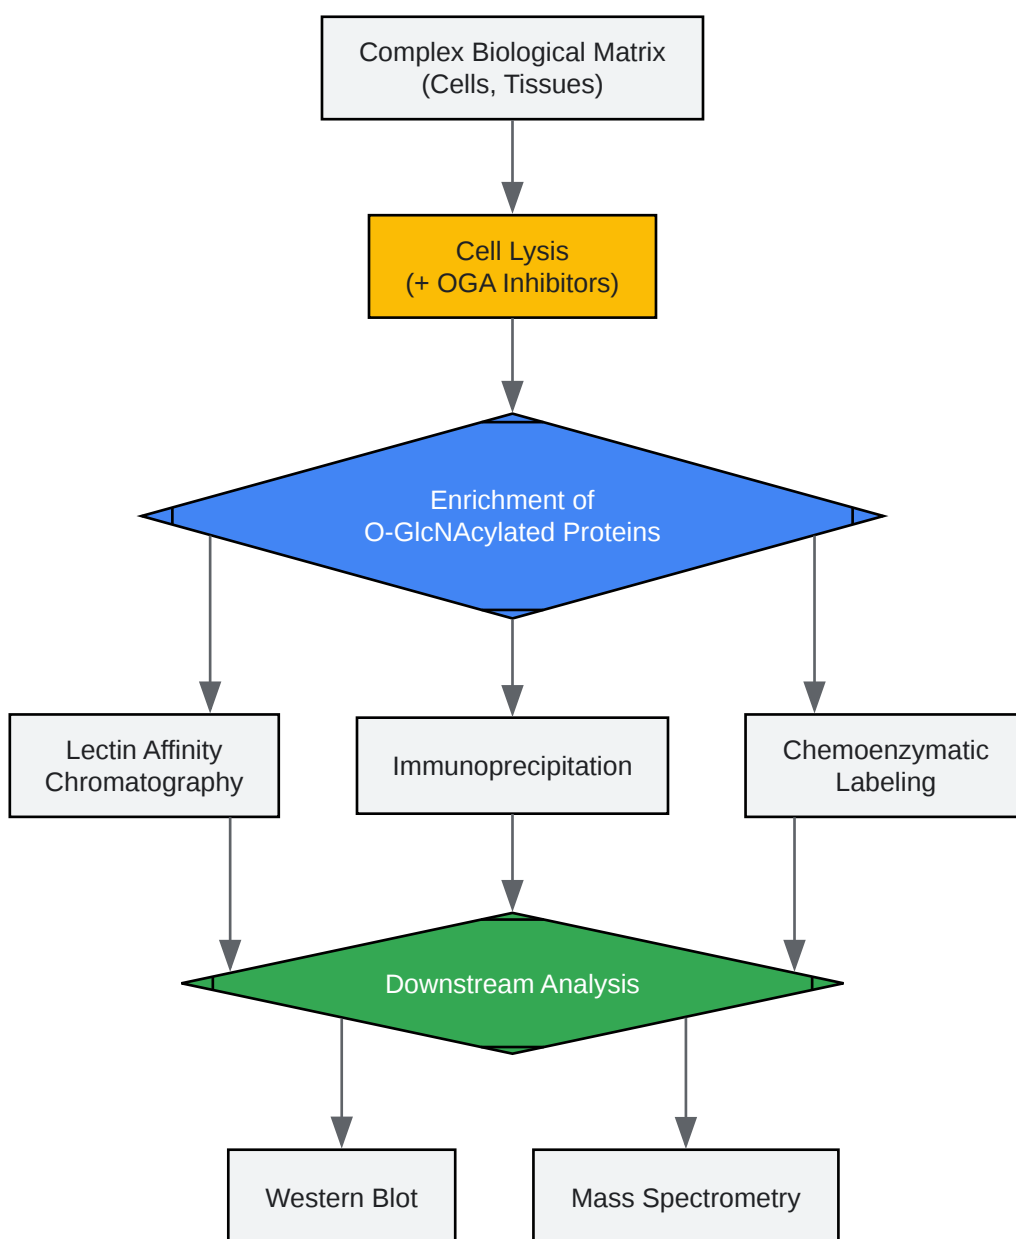 Complex Biological Matrix
(Cells, Tissues)
Cell Lysis
(+ OGA Inhibitors)
Enrichment of
O-GlcNAcylated Proteins
Lectin Affinity
Chromatography
Immunoprecipitation
Chemoenzymatic
Labeling
Downstream Analysis
Western Blot
Mass Spectrometry